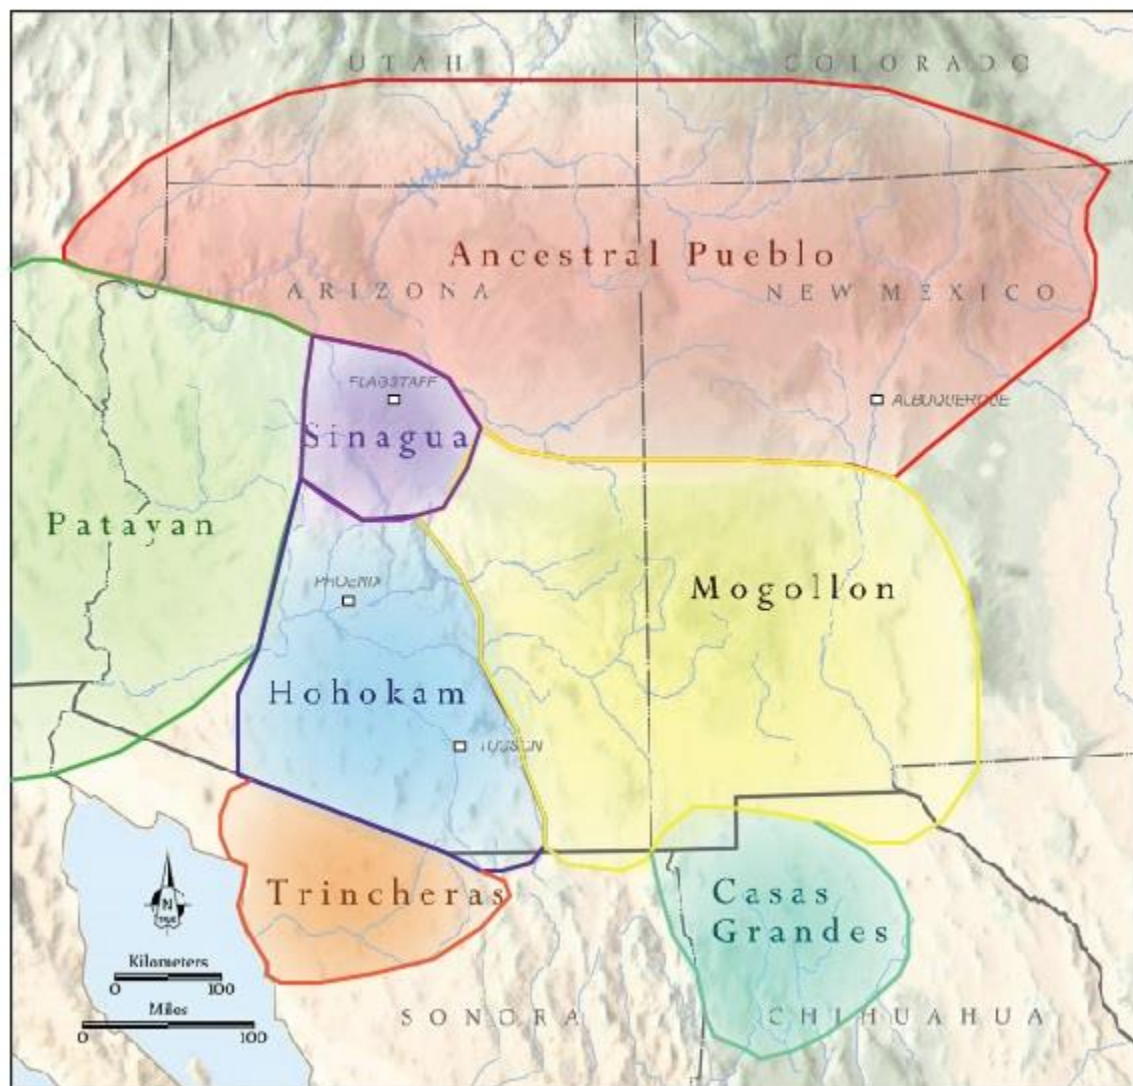 UTAH
COLORADO
Ancestral Pueblo
ARIZONA
NEW MEXICO
FLAGSTAFF
ALBUQUERQUE
Sinagua
Patayan
PHOENIX
Mogollon
Hohokam
TUCSON
Trincheras
Casas
Grandes
N
Kilometers
0 100
Miles
0 100
SONORA
CHIHUAHUA